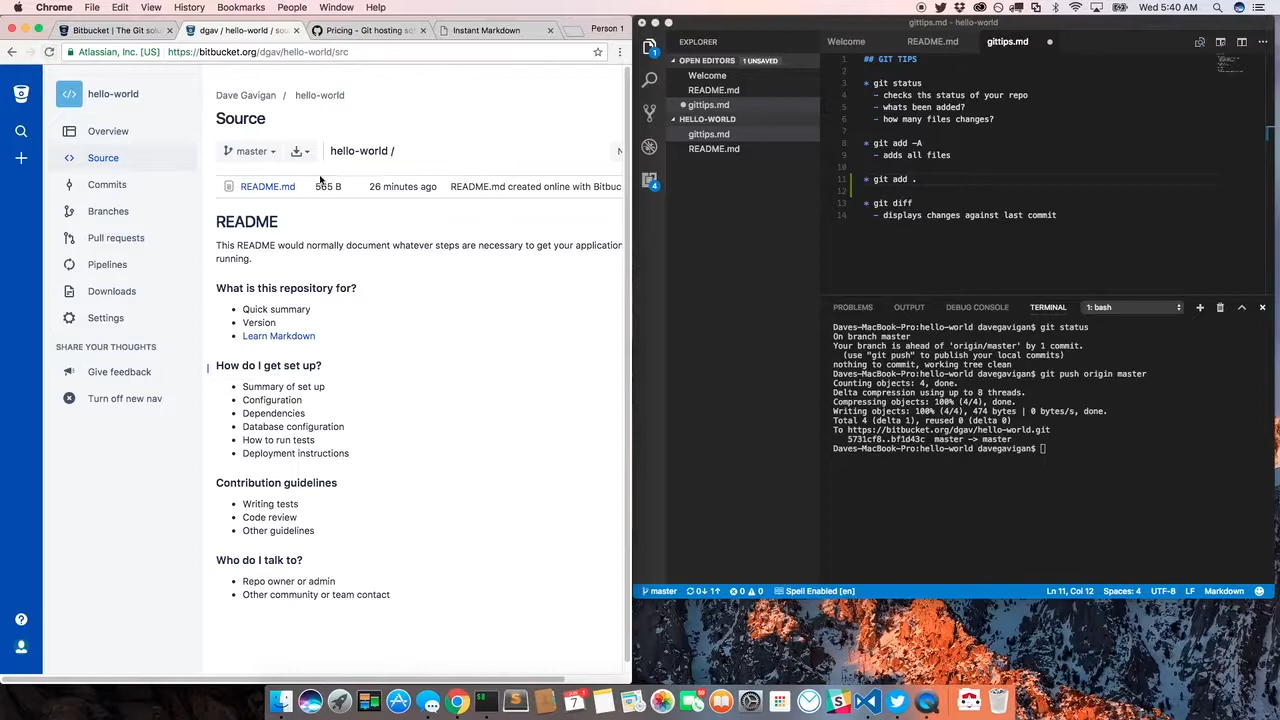 Chrome File Edit View History Bookmarks People Window Help
Wed 5:40 AM
Bitbucket | The Git solution
dgav / hello-world / sou
Pricing - Git hosting soft
Instant Markdown
Person 1
Atlassian, Inc. [US] https://bitbucket.org/dgav/hello-world/src
hello-world
Overview
Source
Commits
Branches
Pull requests
Pipelines
Downloads
Settings
SHARE YOUR THOUGHTS
Give feedback
Turn off new nav
Dave Gavigan / hello-world
Source
master
hello-world /
N
README.md 565 B 26 minutes ago README.md created online with Bitbuc
README
This README would normally document whatever steps are necessary to get your application
running.
What is this repository for?
• Quick summary
• Version
• Learn Markdown
How do I get set up?
• Summary of set up
• Configuration
• Dependencies
• Database configuration
• How to run tests
• Deployment instructions
Contribution guidelines
• Writing tests
• Code review
• Other guidelines
Who do I talk to?
• Repo owner or admin
• Other community or team contact
gittips.md - hello-world
EXPLORER
OPEN EDITORS 1 UNSAVED
Welcome
README.md
gittips.md
HELLO-WORLD
gittips.md
README.md
1
4
Welcome README.md gittips.md
1 ## GIT TIPS
2
3 * git status
4 - checks ths status of your repo
5 - whats been added?
6 - how many files changes?
7
8 * git add -A
9 - adds all files
10
11 * git add .
12
13 * git diff
14 - displays changes against last commit
PROBLEMS OUTPUT DEBUG CONSOLE TERMINAL 1: bash
Daves-MacBook-Pro:hello-world davegavigan$ git status
On branch master
Your branch is ahead of 'origin/master' by 1 commit.
(use "git push" to publish your local commits)
nothing to commit, working tree clean
Daves-MacBook-Pro:hello-world davegavigan$ git push origin master
Counting objects: 4, done.
Delta compression using up to 8 threads.
Compressing objects: 100% (4/4), done.
Writing objects: 100% (4/4), 474 bytes | 0 bytes/s, done.
Total 4 (delta 1), reused 0 (delta 0)
To https://bitbucket.org/dgav/hello-world.git
5731cf8..bf1d43c master -> master
Daves-MacBook-Pro:hello-world davegavigan$
master 0↓ 1↑ 0 0 Spell Enabled [en] Ln 11, Col 12 Spaces: 4 UTF-8 LF Markdown
7